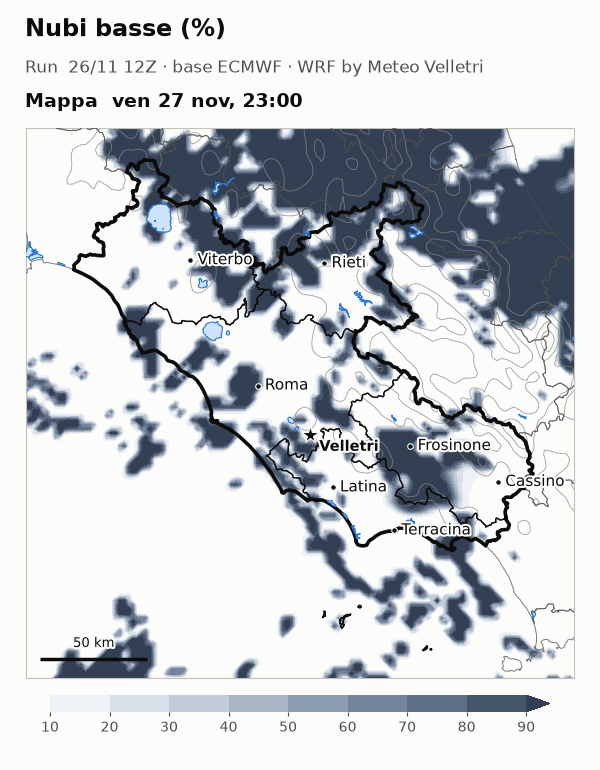 Nubi basse (%)
Run  26/11 12Z · base ECMWF · WRF by Meteo Velletri
Mappa  ven 27 nov, 23:00
Viterbo
Rieti
Roma
Velletri
Frosinone
Cassino
Latina
Terracina
50 km
10 20 30 40 50 60 70 80 90